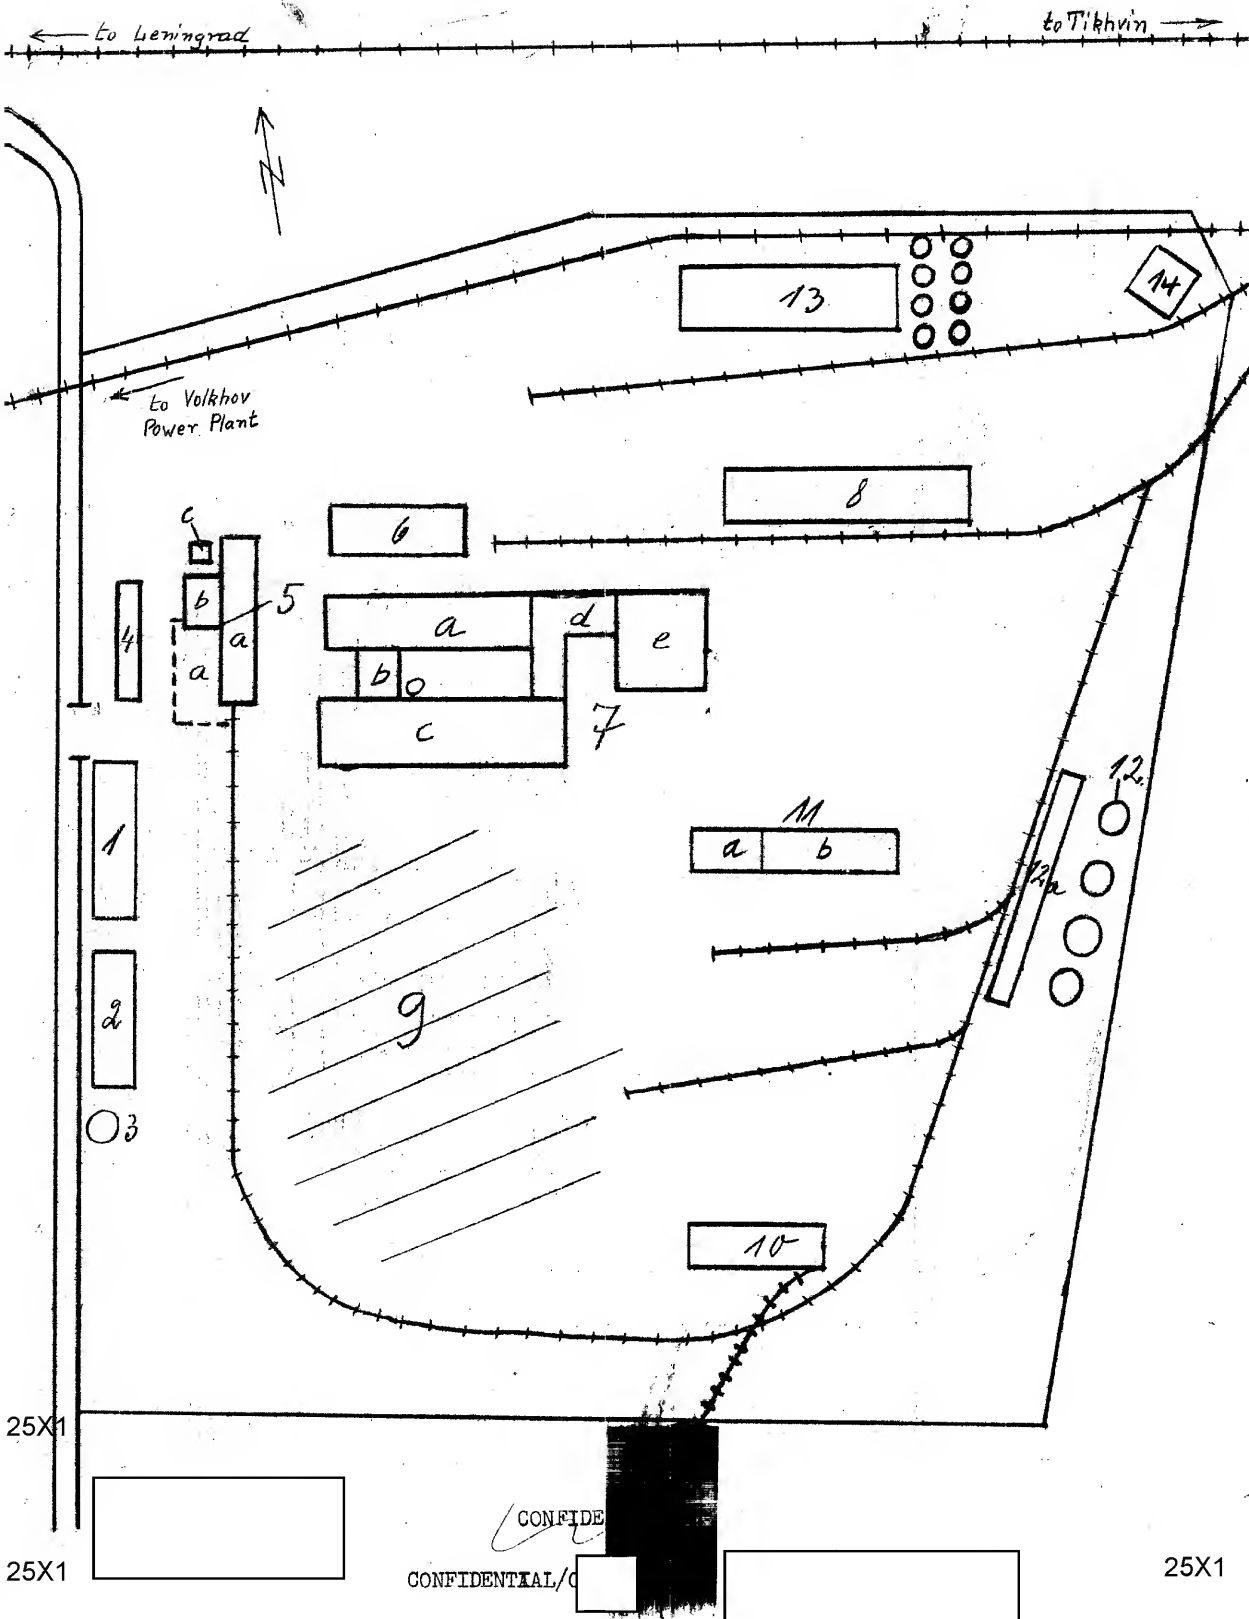 ← to Leningrad
to Tikhvin →
N
13
14
to Volkhov
Power Plant
8
c
6
b
5
a
d
4
a
a
e
b
c
7
12
11
1
a
b
12a
9
2
3
10
25X1
CONFIDE
25X1
CONFIDENTIAL/
25X1